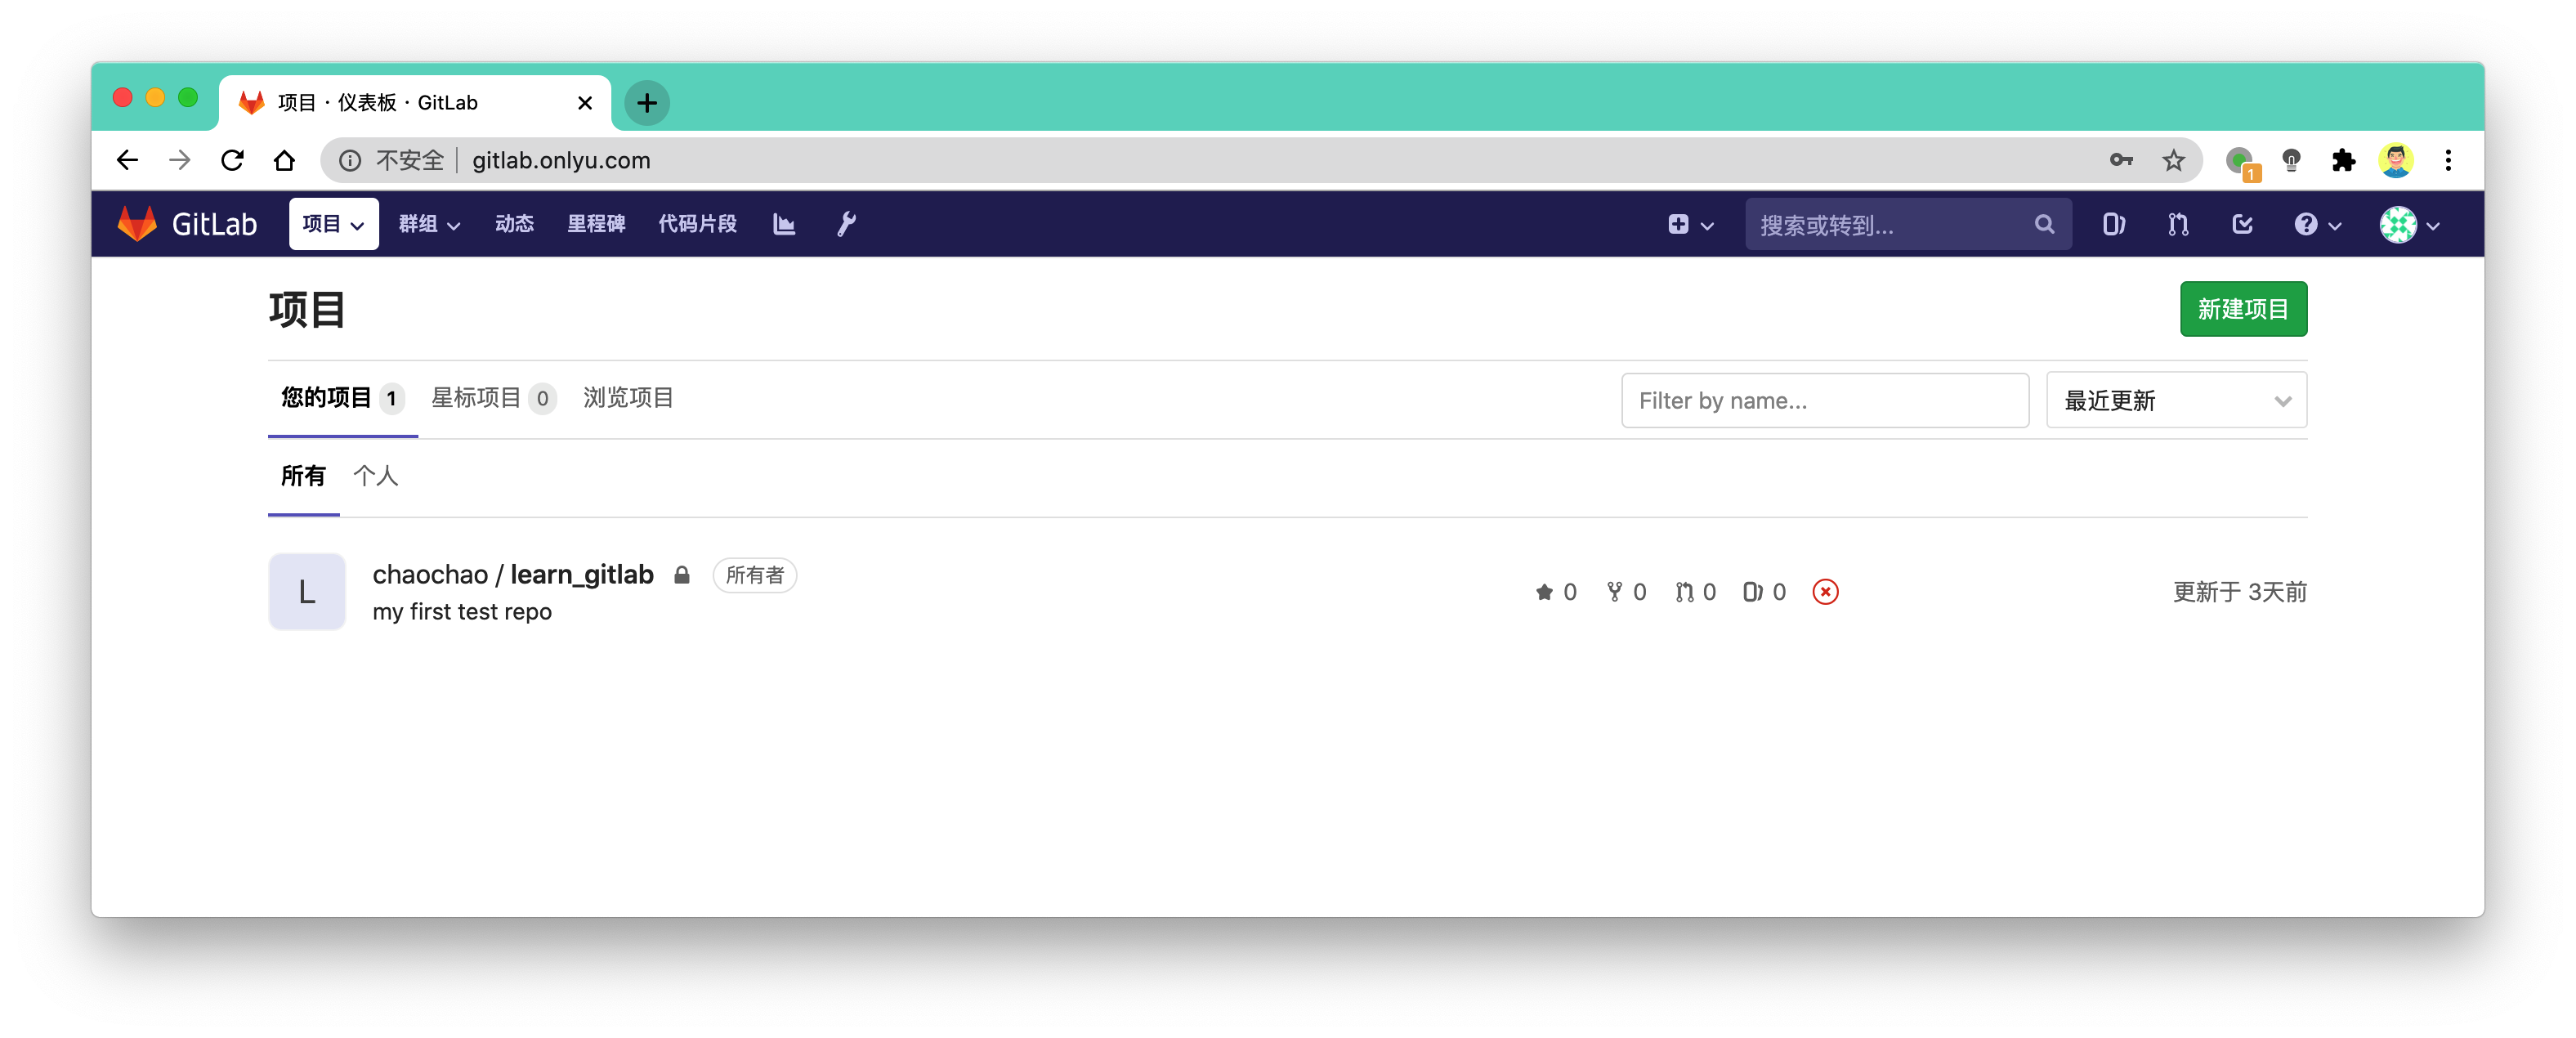 项目 · 仪表板 · GitLab
不安全 gitlab.onlyu.com
1
GitLab 项目 群组 动态 里程碑 代码片段 搜索或转到...
项目 新建项目
您的项目 1 星标项目 0 浏览项目 Filter by name... 最近更新
所有 个人
L chaochao / learn_gitlab 所有者
my first test repo
0 0 0 0 更新于 3天前